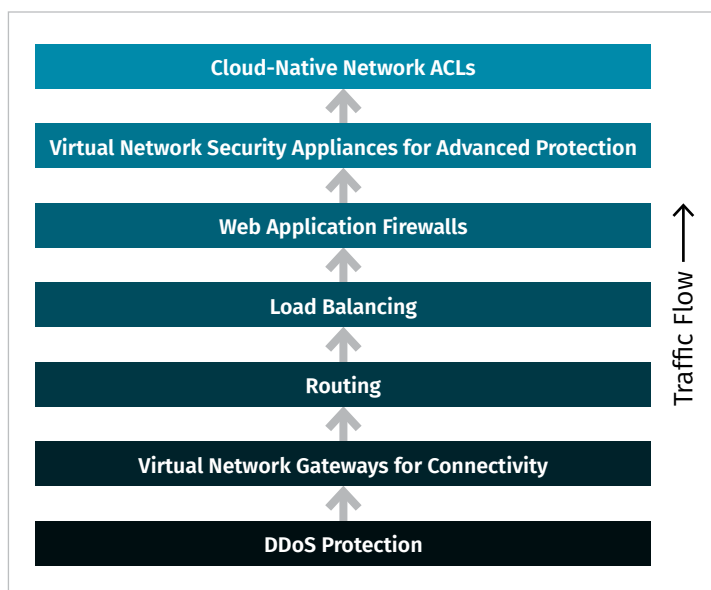 Cloud-Native Network ACLs
Virtual Network Security Appliances for Advanced Protection
Web Application Firewalls
Load Balancing
Routing
Virtual Network Gateways for Connectivity
DDoS Protection
Traffic Flow